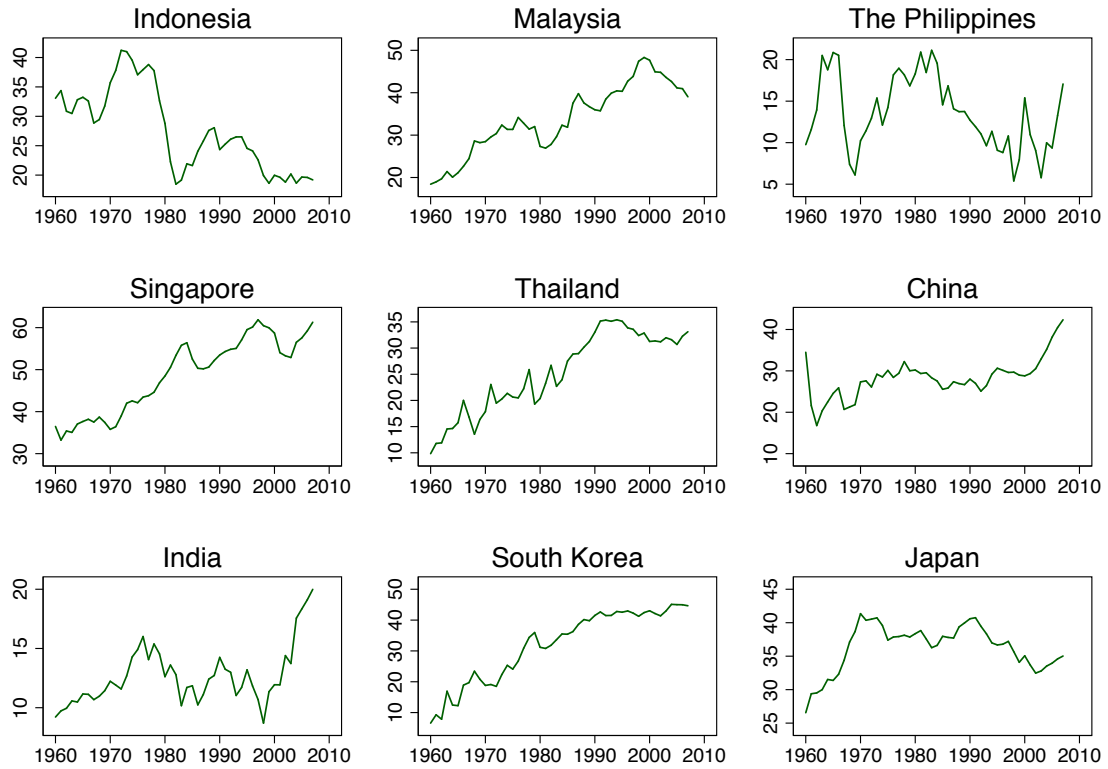 Indonesia
20 25 30 35 40
1960 1970 1980 1990 2000 2010
Malaysia
20 30 40 50
1960 1970 1980 1990 2000 2010
The Philippines
5 10 15 20
1960 1970 1980 1990 2000 2010
Singapore
30 40 50 60
1960 1970 1980 1990 2000 2010
Thailand
10 15 20 25 30 35
1960 1970 1980 1990 2000 2010
China
10 20 30 40
1960 1970 1980 1990 2000 2010
India
10 15 20
1960 1970 1980 1990 2000 2010
South Korea
10 20 30 40 50
1960 1970 1980 1990 2000 2010
Japan
25 30 35 40 45
1960 1970 1980 1990 2000 2010